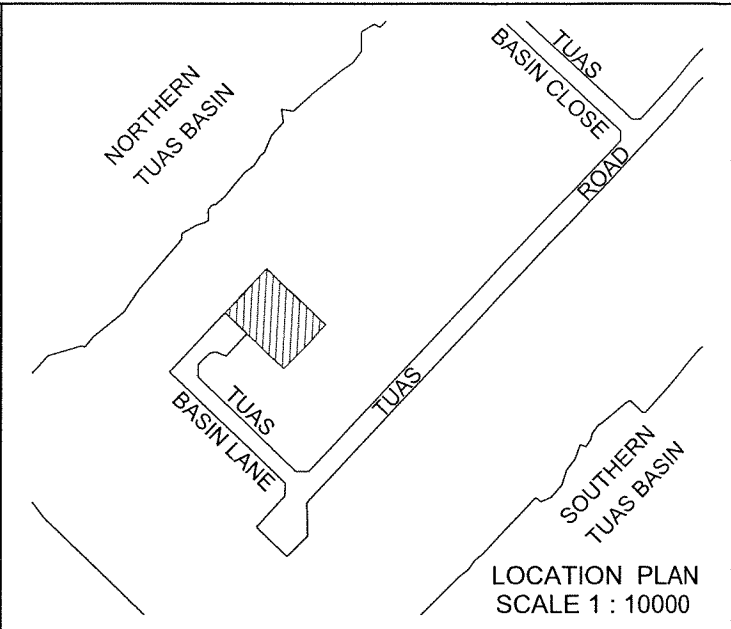 NORTHERN
TUAS BASIN
TUAS
BASIN CLOSE
ROAD
TUAS
TUAS
BASIN LANE
SOUTHERN
TUAS BASIN
LOCATION PLAN
SCALE 1 : 10000